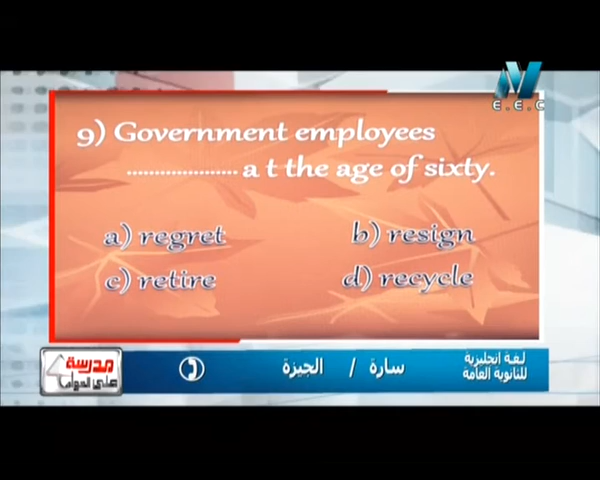 E.E.C
9) Government employees
.................... a t the age of sixty.
a) regret b) resign
c) retire d) recycle
لغة انجليزية
للثانوية العامة
سارة / الجيزة
مدرسة
على الهواء